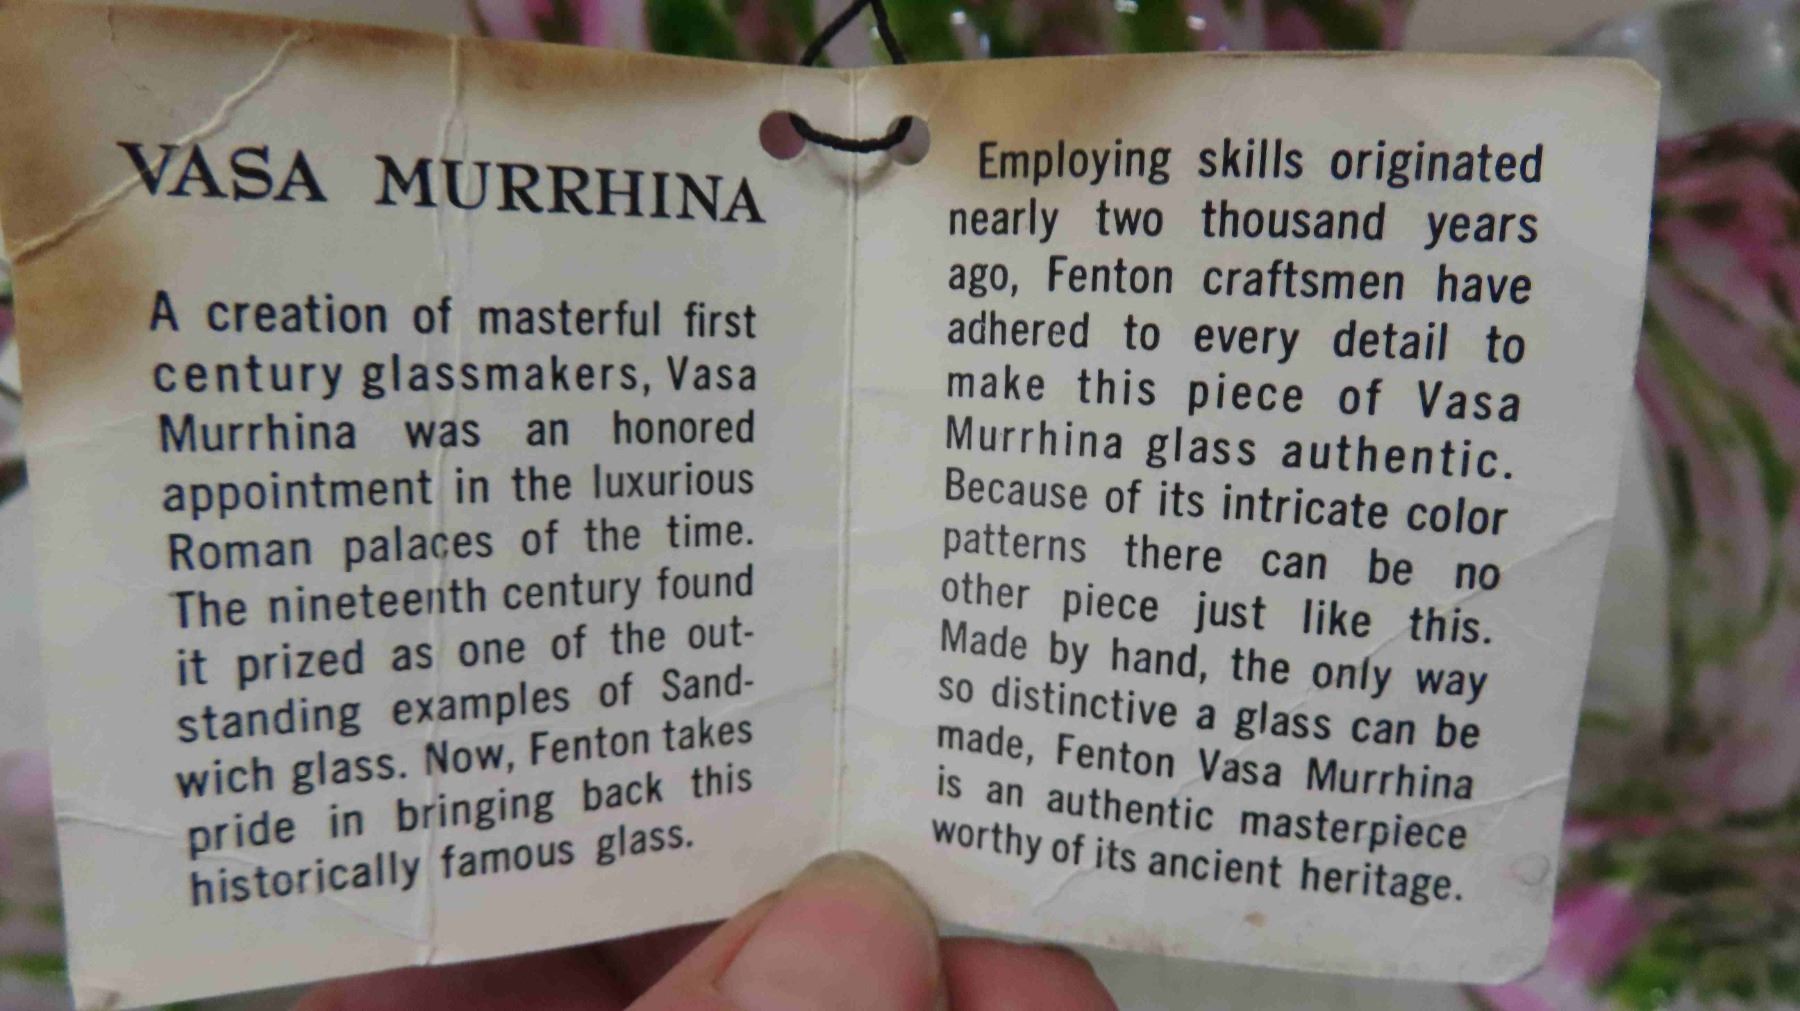 VASA MURRHINA
A creation of masterful first
century glassmakers, Vasa
Murrhina was an honored
appointment in the luxurious
Roman palaces of the time.
The nineteenth century found
it prized as one of the out-
standing examples of Sand-
wich glass. Now, Fenton takes
pride in bringing back this
historically famous glass.
Employing skills originated
nearly two thousand years
ago, Fenton craftsmen have
adhered to every detail to
make this piece of Vasa
Murrhina glass authentic.
Because of its intricate color
patterns there can be no
other piece just like this.
Made by hand, the only way
so distinctive a glass can be
made, Fenton Vasa Murrhina
is an authentic masterpiece
worthy of its ancient heritage.